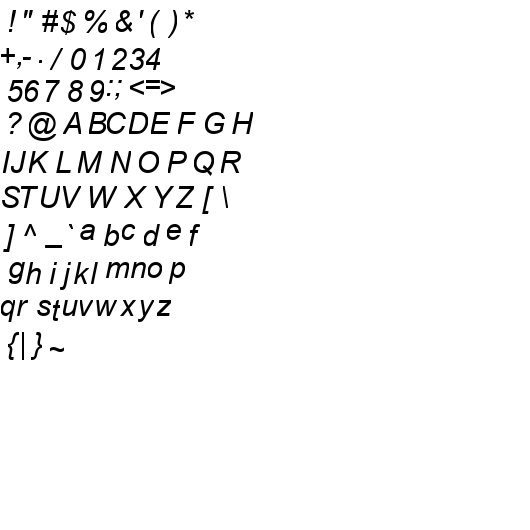 ! " # $ % & ' ( ) *
+ , - . / 0 1 2 3 4
5 6 7 8 9 : ; < = >
? @ A B C D E F G H
I J K L M N O P Q R
S T U V W X Y Z [ \
] ^ _ ` a b c d e f
g h i j k l m n o p
q r s t u v w x y z
{ | } ~